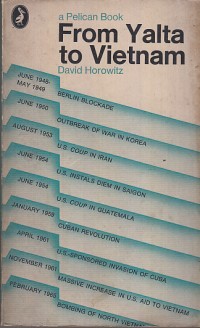 a Pelican Book
From Yalta
to Vietnam
David Horowitz
JUNE 1948-
MAY 1949
BERLIN BLOCKADE
JUNE 1950
OUTBREAK OF WAR IN KOREA
AUGUST 1953
U.S. COUP IN IRAN
JUNE 1954
U.S. INSTALS DIEM IN SAIGON
JUNE 1954
U.S. COUP IN GUATEMALA
JANUARY 1959
CUBAN REVOLUTION
APRIL 1961
U.S.-SPONSORED INVASION OF CUBA
NOVEMBER 1961
MASSIVE INCREASE IN U.S. AID TO VIETNAM
FEBRUARY 1965
BOMBING OF NORTH VIETNAM